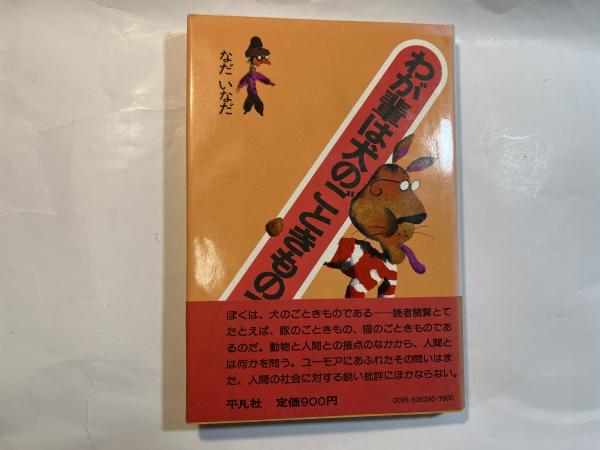 なだ いなだ
わが輩は犬のごときもの
ぼくは、犬のごときものである──読者諸賢とて
たとえば、豚のごときもの、猫のごときものであ
るのだ。動物と人間との接点のなかから、人間と
は何かを問う。ユーモアにあふれたその問いはま
た、人間の社会に対する鋭い批評にほかならない。
平凡社 定価900円
0095-826290-7600